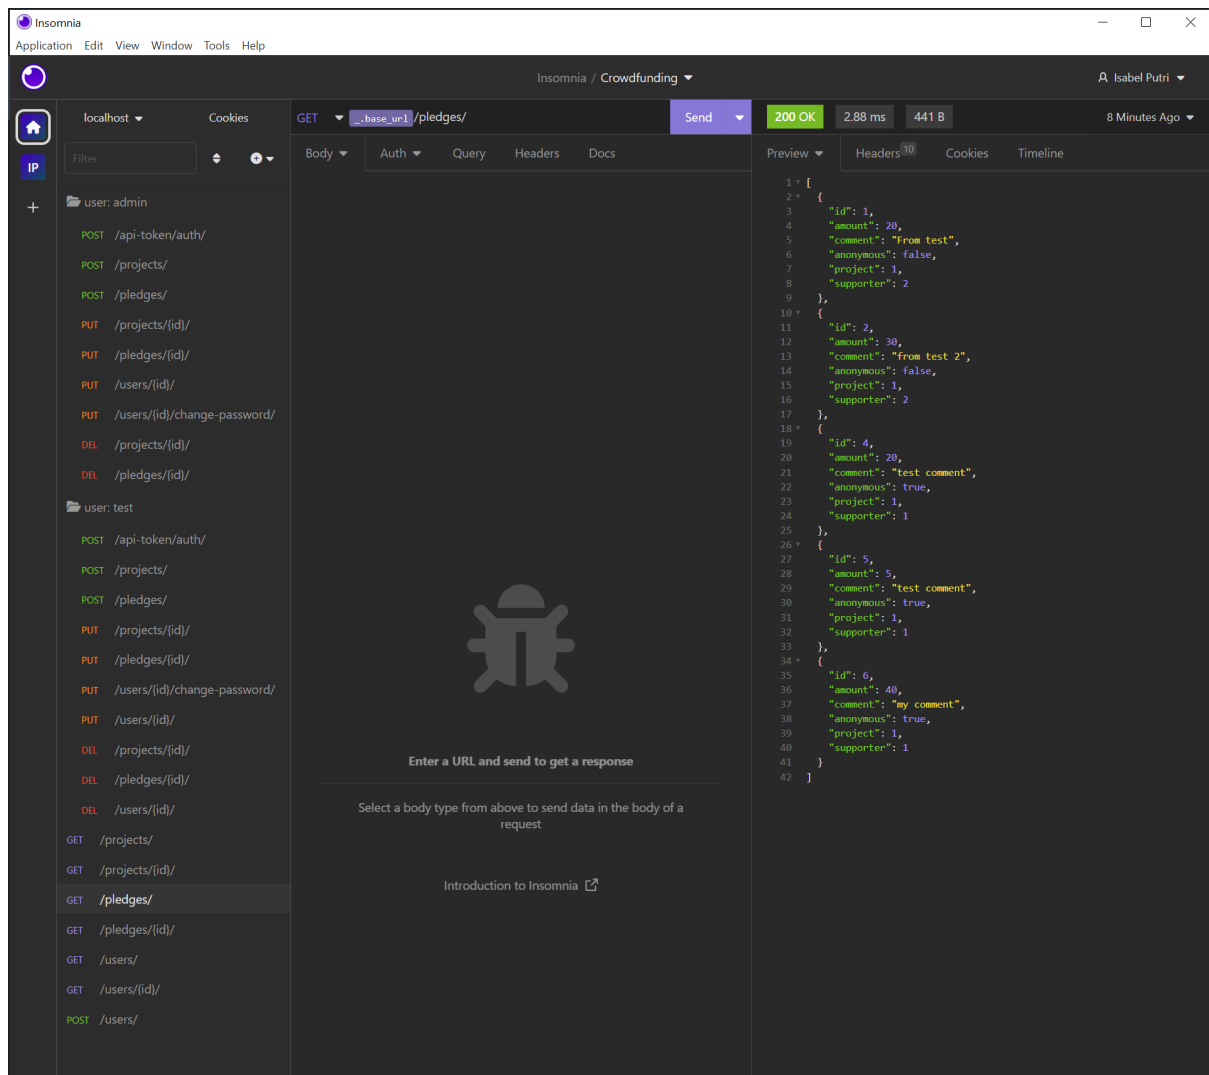 Insomnia
Application Edit View Window Tools Help
Insomnia / Crowdfunding
Isabel Putri
localhost Cookies
Filter
IP
user: admin
POST /api-token/auth/
POST /projects/
POST /pledges/
PUT /projects/{id}/
PUT /pledges/{id}/
PUT /users/{id}/
PUT /users/{id}/change-password/
DEL /projects/{id}/
DEL /pledges/{id}/
user: test
POST /api-token/auth/
POST /projects/
POST /pledges/
PUT /projects/{id}/
PUT /pledges/{id}/
PUT /users/{id}/change-password/
PUT /users/{id}/
DEL /projects/{id}/
DEL /pledges/{id}/
DEL /users/{id}/
GET /projects/
GET /projects/{id}/
GET /pledges/
GET /pledges/{id}/
GET /users/
GET /users/{id}/
POST /users/
GET _.base_url /pledges/ Send
Body Auth Query Headers Docs
Enter a URL and send to get a response
Select a body type from above to send data in the body of a
request
Introduction to Insomnia
200 OK 2.88 ms 441 B 8 Minutes Ago
Preview Headers 10 Cookies Timeline
1 [
2 {
3 "id": 1,
4 "amount": 20,
5 "comment": "From test",
6 "anonymous": false,
7 "project": 1,
8 "supporter": 2
9 },
10 {
11 "id": 2,
12 "amount": 30,
13 "comment": "from test 2",
14 "anonymous": false,
15 "project": 1,
16 "supporter": 2
17 },
18 {
19 "id": 4,
20 "amount": 20,
21 "comment": "test comment",
22 "anonymous": true,
23 "project": 1,
24 "supporter": 1
25 },
26 {
27 "id": 5,
28 "amount": 5,
29 "comment": "test comment",
30 "anonymous": true,
31 "project": 1,
32 "supporter": 1
33 },
34 {
35 "id": 6,
36 "amount": 40,
37 "comment": "my comment",
38 "anonymous": true,
39 "project": 1,
40 "supporter": 1
41 }
42 ]